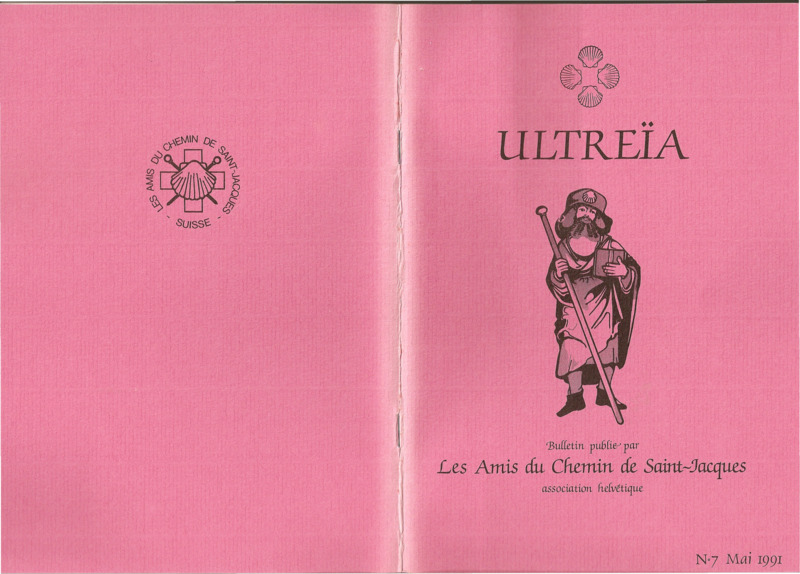 LES AMIS DU CHEMIN DE SAINT-JACQUES
- SUISSE -
ULTREÏA
Bulletin publié par
Les Amis du Chemin de Saint-Jacques
association helvétique
N°7 Mai 1991